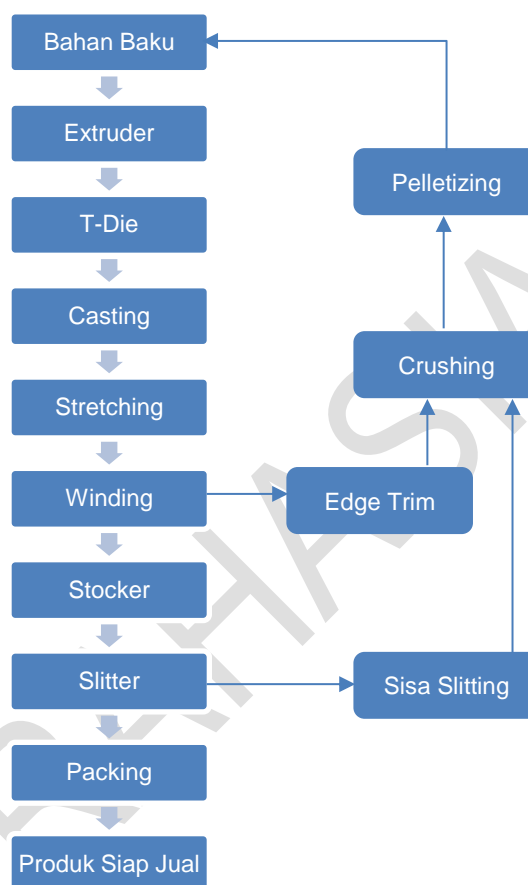 Bahan Baku
Extruder
T-Die
Casting
Stretching
Winding
Stocker
Slitter
Packing
Produk Siap Jual
Pelletizing
Crushing
Edge Trim
Sisa Slitting
RAHASIA